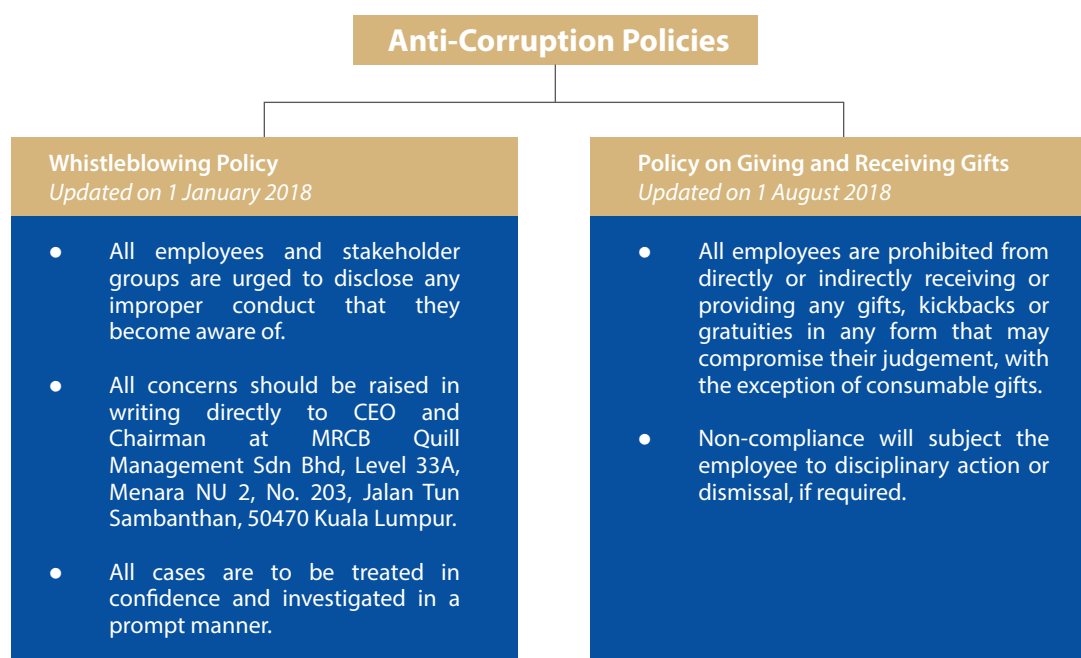 Anti-Corruption Policies
Whistleblowing Policy
Updated on 1 January 2018
● All employees and stakeholder
groups are urged to disclose any
improper conduct that they
become aware of.
● All concerns should be raised in
writing directly to CEO and
Chairman at MRCB Quill
Management Sdn Bhd, Level 33A,
Menara NU 2, No. 203, Jalan Tun
Sambanthan, 50470 Kuala Lumpur.
● All cases are to be treated in
confidence and investigated in a
prompt manner.
Policy on Giving and Receiving Gifts
Updated on 1 August 2018
● All employees are prohibited from
directly or indirectly receiving or
providing any gifts, kickbacks or
gratuities in any form that may
compromise their judgement, with
the exception of consumable gifts.
● Non-compliance will subject the
employee to disciplinary action or
dismissal, if required.